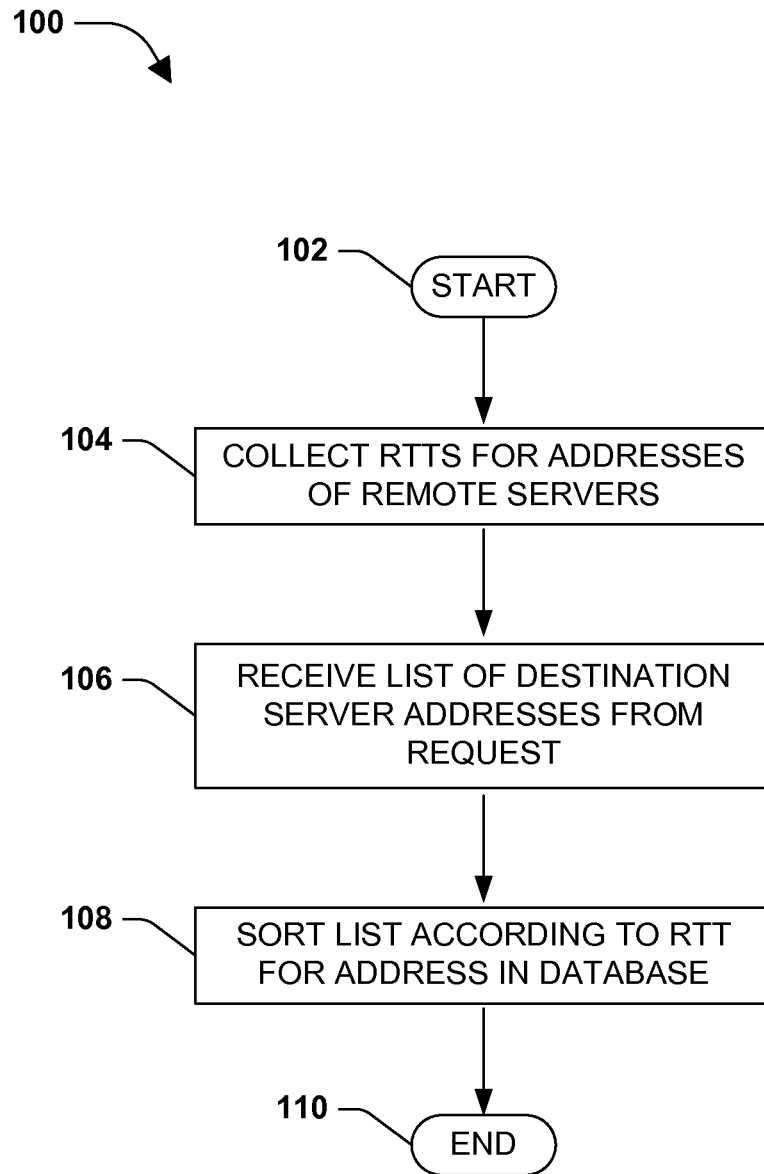 100
102
START
104
COLLECT RTTS FOR ADDRESSES
OF REMOTE SERVERS
106
RECEIVE LIST OF DESTINATION
SERVER ADDRESSES FROM
REQUEST
108
SORT LIST ACCORDING TO RTT
FOR ADDRESS IN DATABASE
110
END